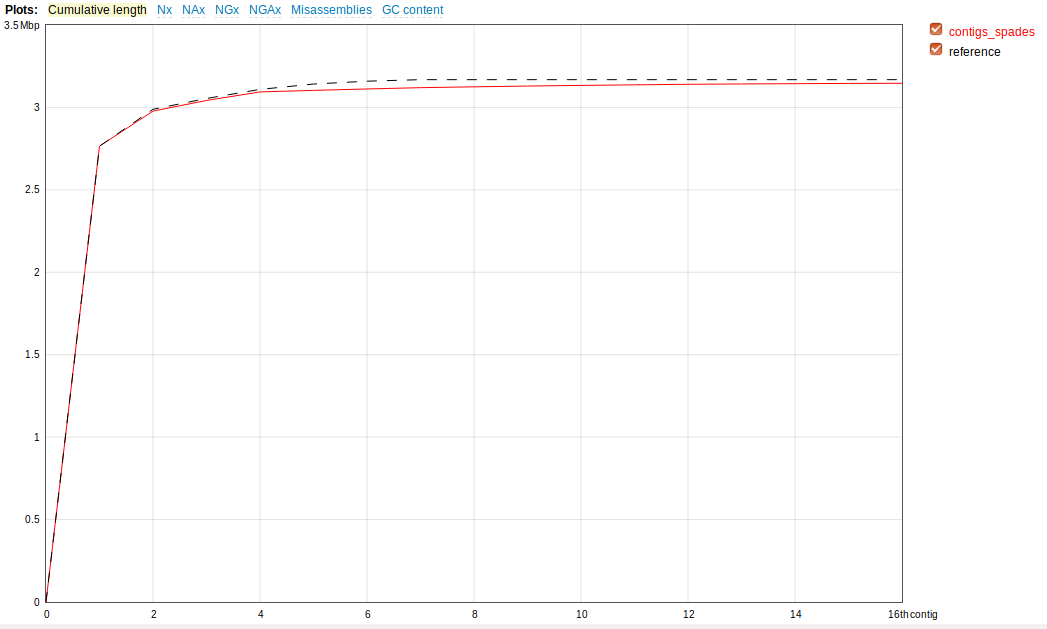 Plots: Cumulative length Nx NAx NGx NGAx Misassemblies GC content
3.5 Mbp
contigs_spades
reference
3
2.5
2
1.5
1
0.5
0
0 2 4 6 8 10 12 14 16th contig